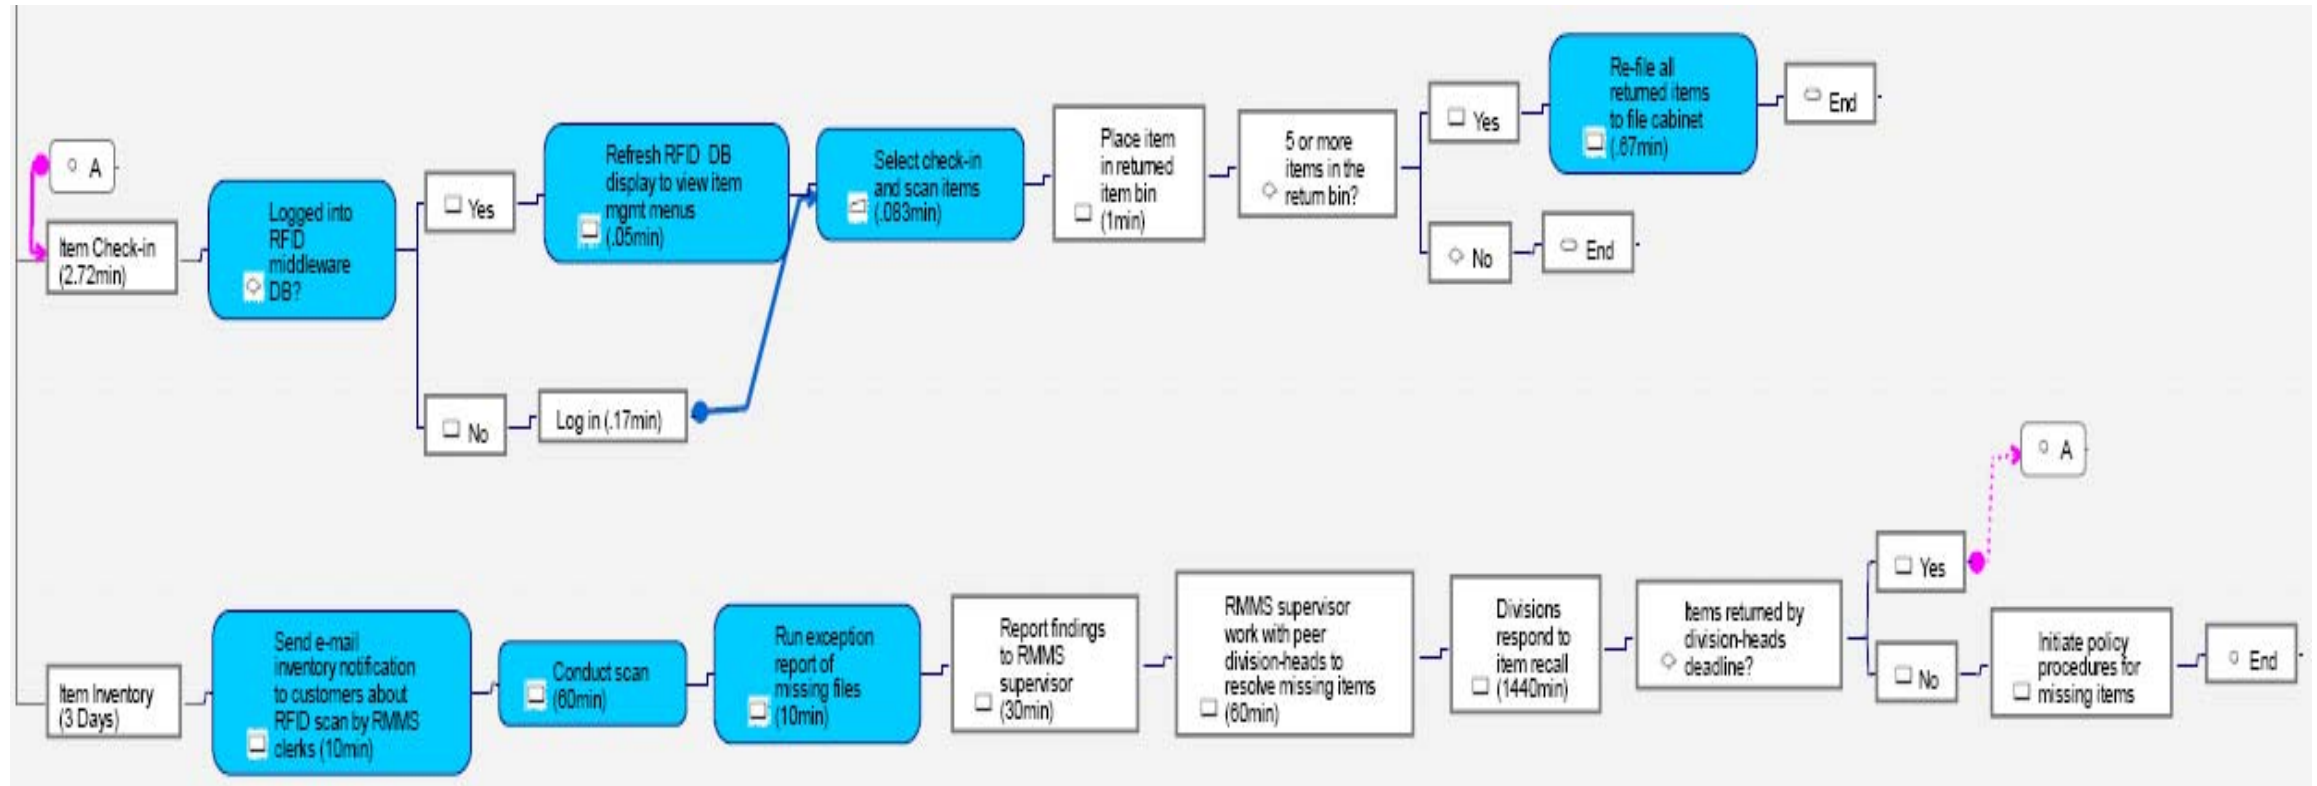 A
Item Check-in
(2.72min)
Logged into
RFID
middleware
DB?
Yes
Refresh RFID DB
display to view item
mgmt menus
(.05min)
No
Log in (.17min)
Select check-in
and scan items
(.083min)
Place item
in returned
item bin
(1min)
5 or more
items in the
return bin?
Yes
Re-file all
returned items
to file cabinet
(.67min)
End
No
End
Item Inventory
(3 Days)
Send e-mail
inventory notification
to customers about
RFID scan by RMMS
clerks (10min)
Conduct scan
(60min)
Run exception
report of
missing files
(10min)
Report findings
to RMMS
supervisor
(30min)
RMMS supervisor
work with peer
division-heads to
resolve missing items
(60min)
Divisions
respond to
item recall
(1440min)
Items returned by
division-heads
deadline?
Yes
A
No
Initiate policy
procedures for
missing items
End